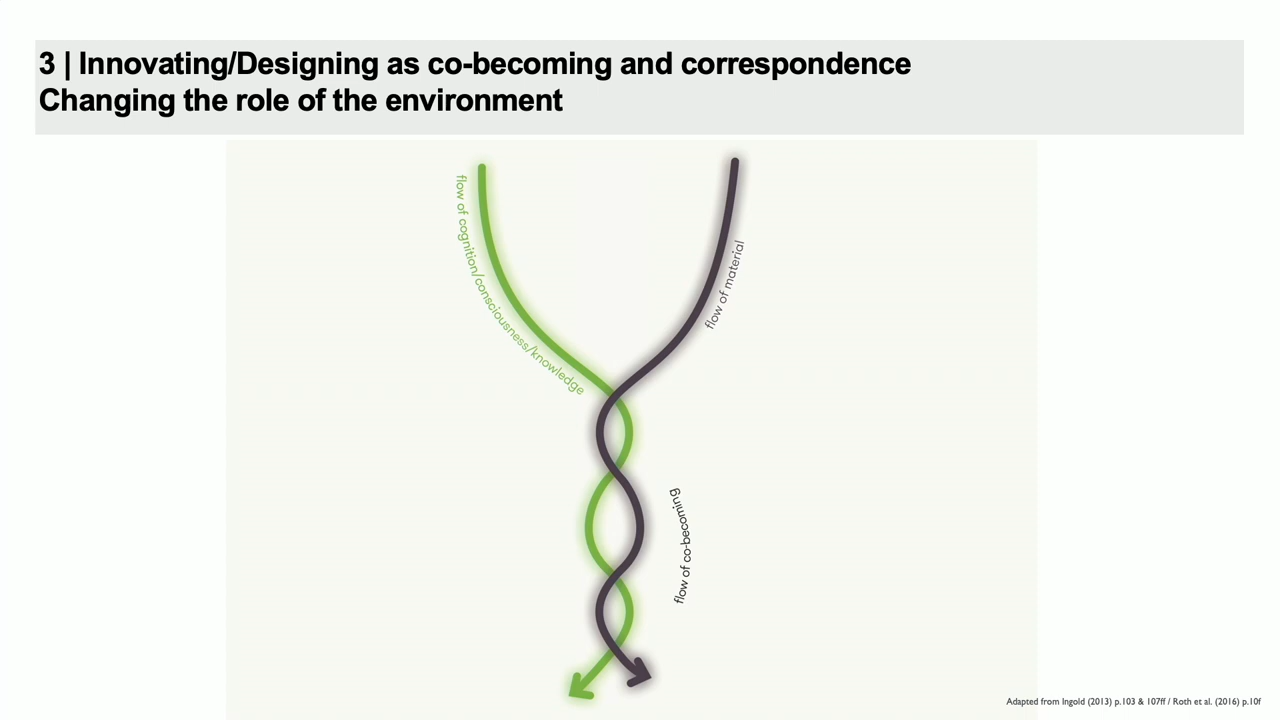 3 | Innovating/Designing as co-becoming and correspondence
Changing the role of the environment
flow of cognition/consciousness/knowledge
flow of material
flow of co-becoming
Adapted from Ingold (2013) p.103 & 107ff / Roth et al. (2016) p.10f